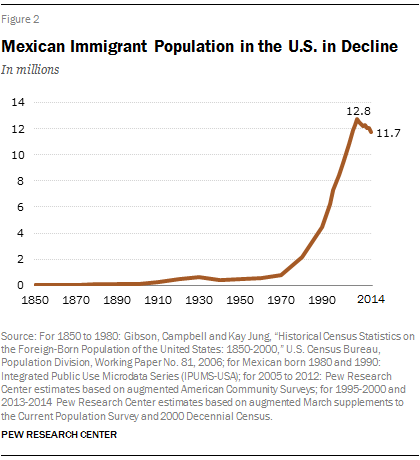 Figure 2
Mexican Immigrant Population in the U.S. in Decline
In millions
14
12
10
8
6
4
2
0
12.8
11.7
1850 1870 1890 1910 1930 1950 1970 1990 2014
Source: For 1850 to 1980: Gibson, Campbell and Kay Jung, “Historical Census Statistics on
the Foreign-Born Population of the United States: 1850-2000,” U.S. Census Bureau,
Population Division, Working Paper No. 81, 2006; for Mexican born 1980 and 1990:
Integrated Public Use Microdata Series (IPUMS-USA); for 2005 to 2012: Pew Research
Center estimates based on augmented American Community Surveys; for 1995-2000 and
2013-2014 Pew Research Center estimates based on augmented March supplements to
the Current Population Survey and 2000 Decennial Census.
PEW RESEARCH CENTER